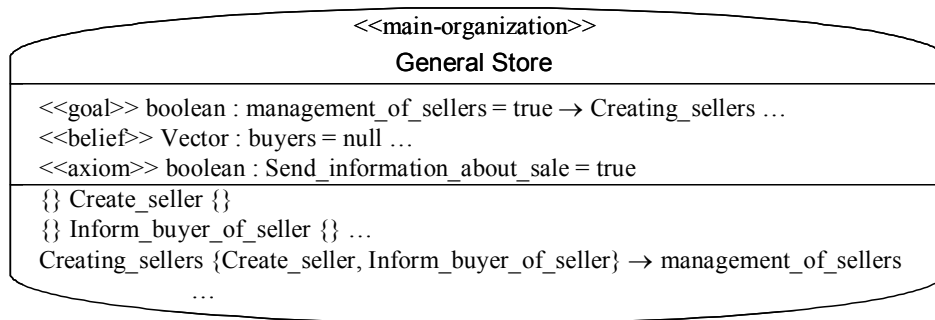 <<main-organization>>
General Store
<<goal>> boolean : management_of_sellers = true → Creating_sellers …
<<belief>> Vector : buyers = null …
<<axiom>> boolean : Send_information_about_sale = true
{} Create_seller {}
{} Inform_buyer_of_seller {} …
Creating_sellers {Create_seller, Inform_buyer_of_seller} → management_of_sellers
…